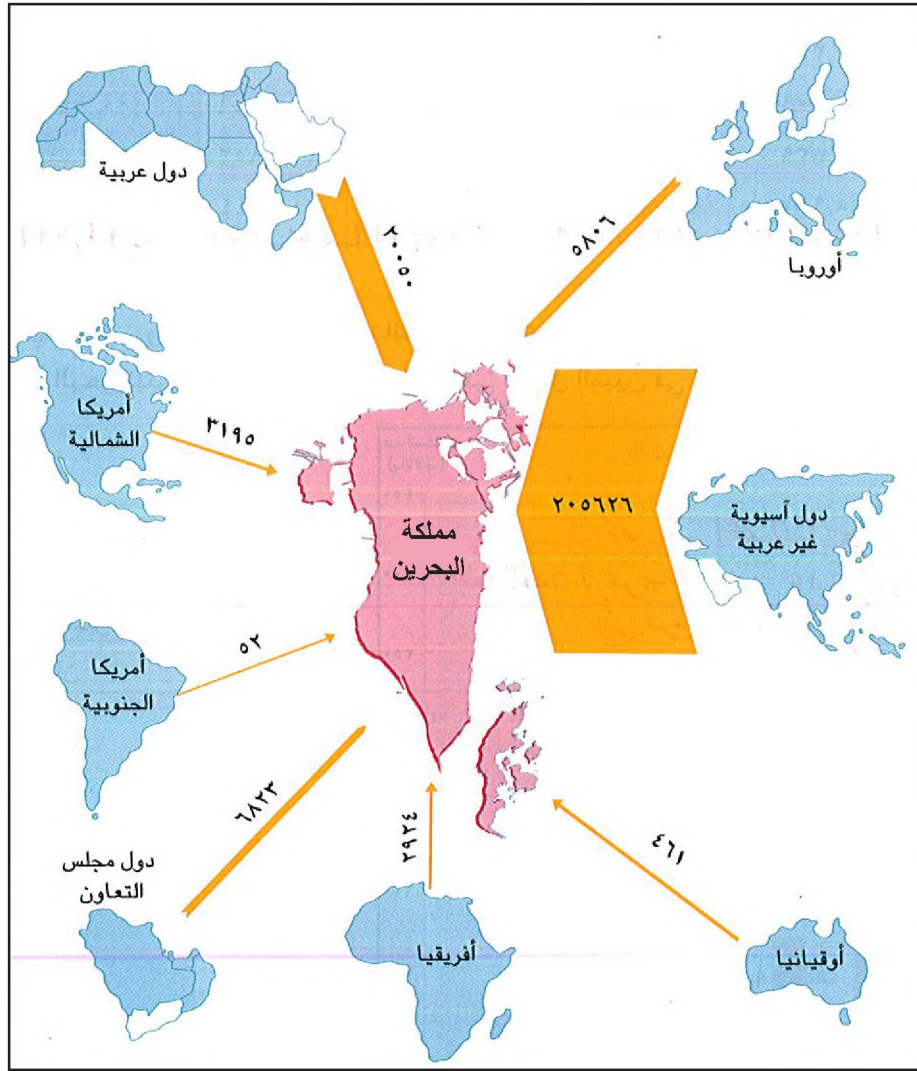 دول عربية
٢٠٠٥٠
٥٨٠٦
أوروبا
أمريكا
الشمالية
٣١٩٥
مملكة
البحرين
٢٠٥٦٢٦
دول آسيوية
غير عربية
أمريكا
الجنوبية
٥٢
٦٨٢٣
دول مجلس
التعاون
٢٩٢٤
أفريقيا
٤٦١
أوقيانيا